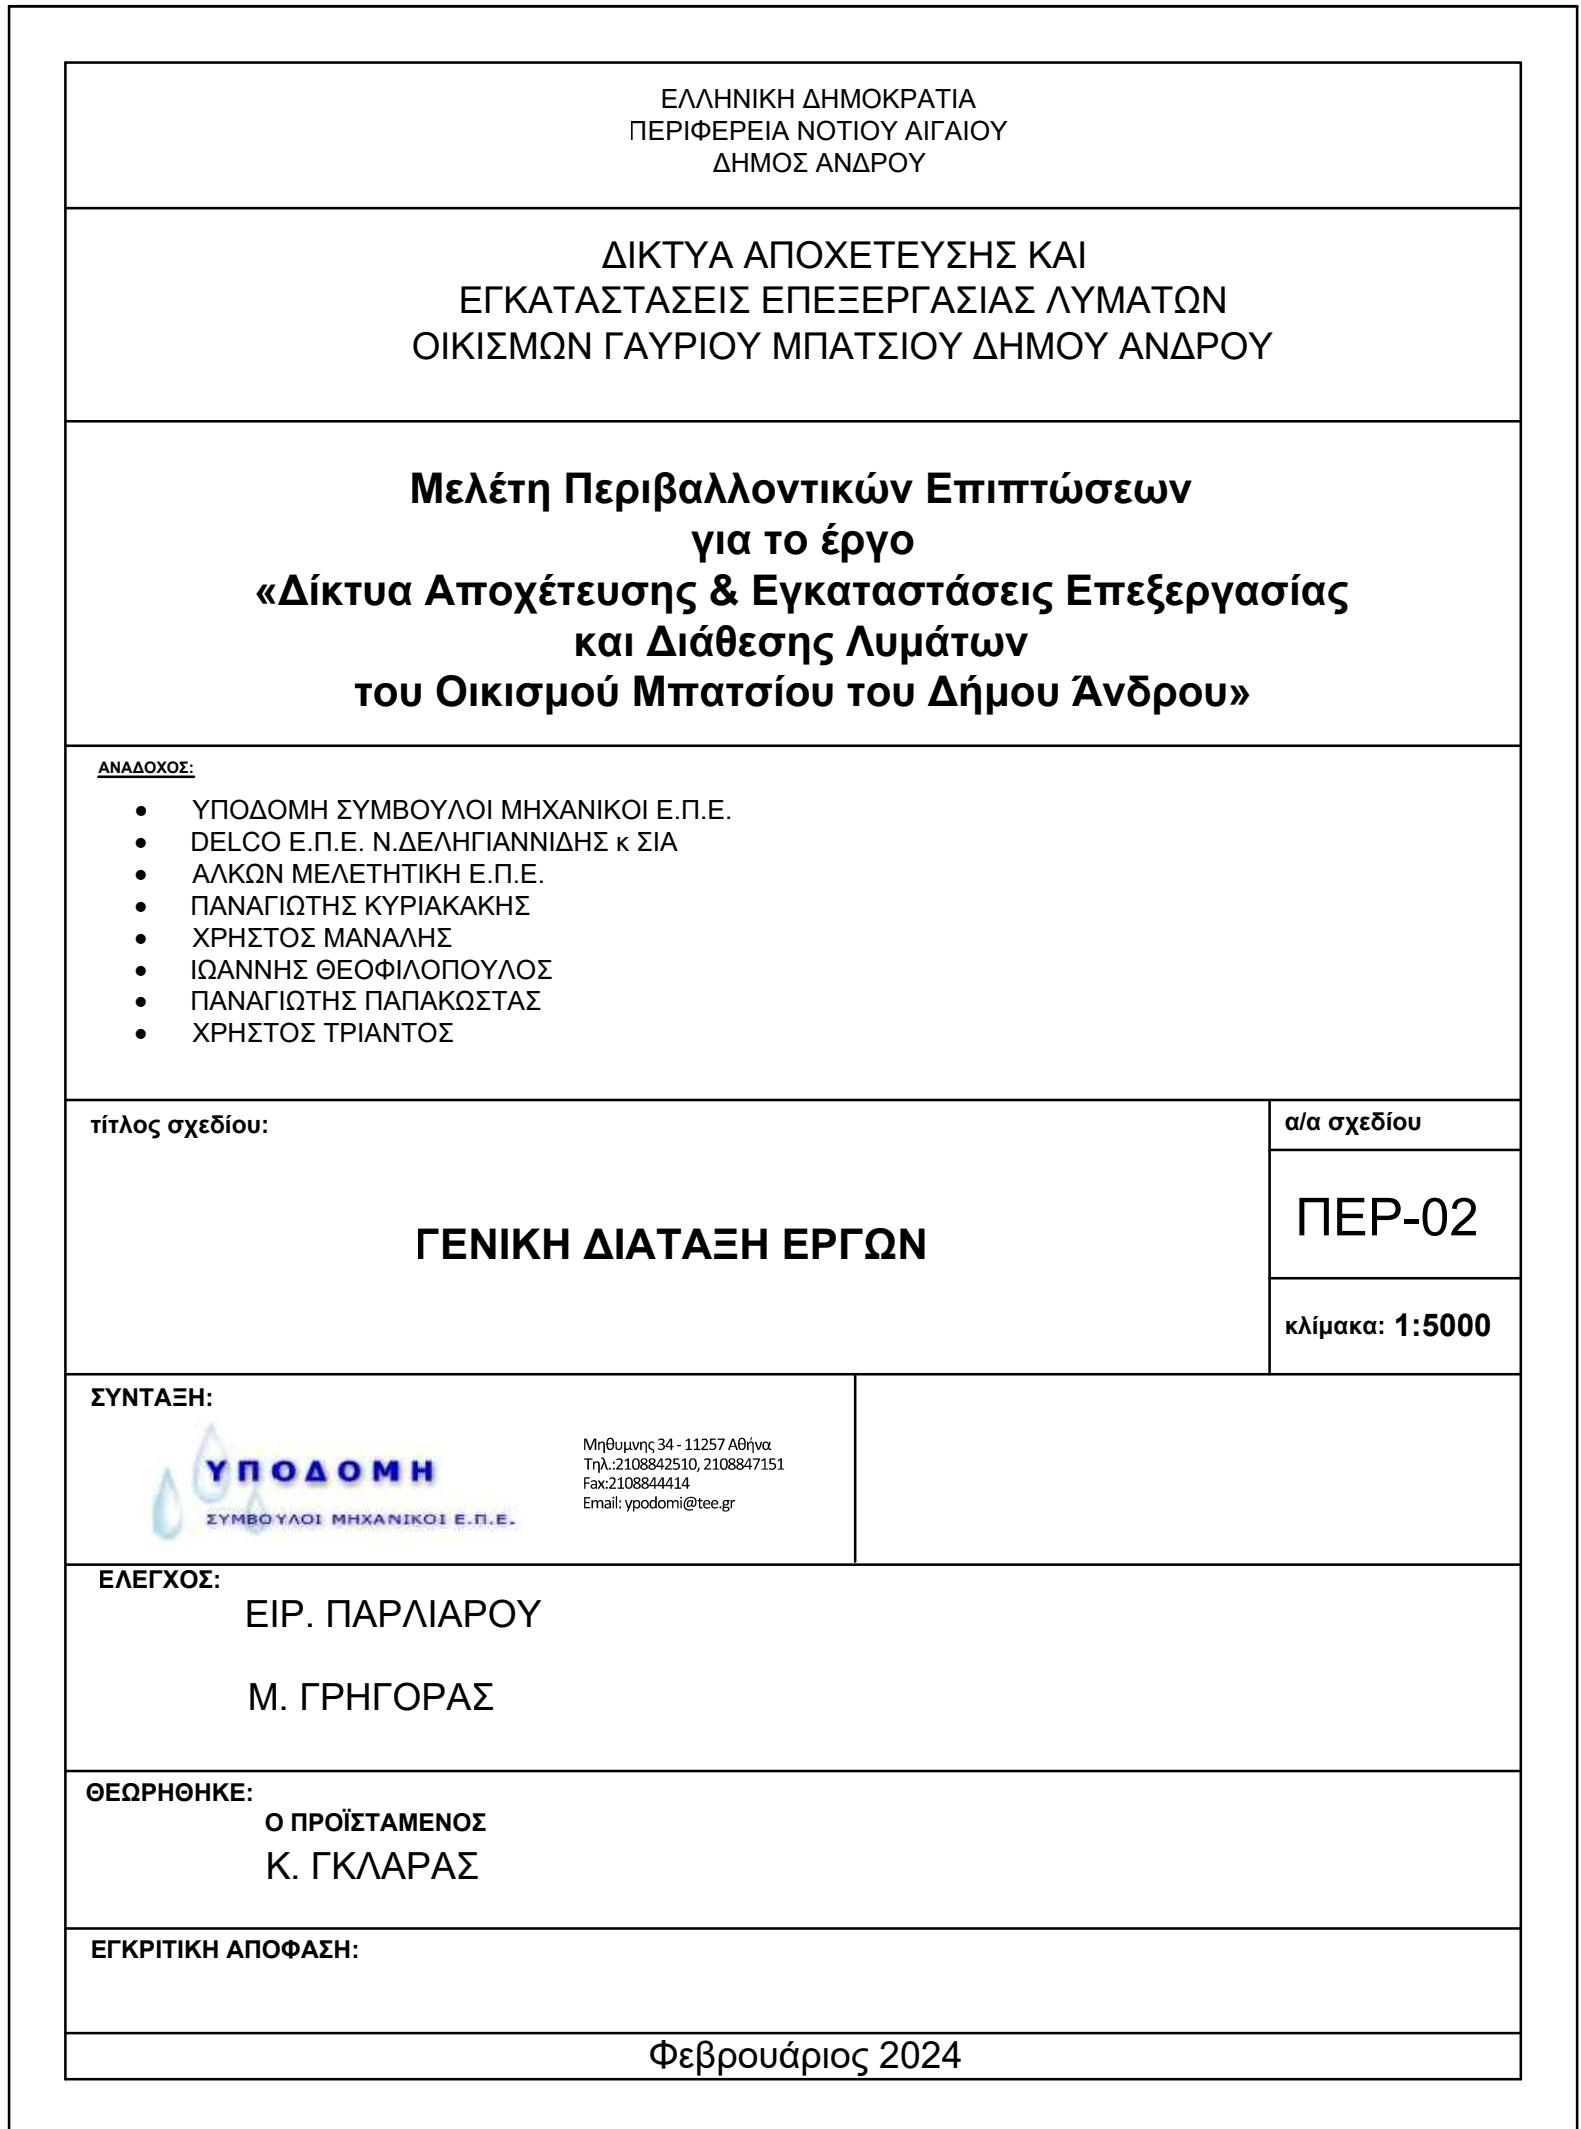 ΕΛΛΗΝΙΚΗ ΔΗΜΟΚΡΑΤΙΑ
ΠΕΡΙΦΕΡΕΙΑ ΝΟΤΙΟΥ ΑΙΓΑΙΟΥ
ΔΗΜΟΣ ΑΝΔΡΟΥ
ΔΙΚΤΥΑ ΑΠΟΧΕΤΕΥΣΗΣ ΚΑΙ
ΕΓΚΑΤΑΣΤΑΣΕΙΣ ΕΠΕΞΕΡΓΑΣΙΑΣ ΛΥΜΑΤΩΝ
ΟΙΚΙΣΜΩΝ ΓΑΥΡΙΟΥ ΜΠΑΤΣΙΟΥ ΔΗΜΟΥ ΑΝΔΡΟΥ
Μελέτη Περιβαλλοντικών Επιπτώσεων
για το έργο
«Δίκτυα Αποχέτευσης & Εγκαταστάσεις Επεξεργασίας
και Διάθεσης Λυμάτων
του Οικισμού Μπατσίου του Δήμου Άνδρου»
ΑΝΑΔΟΧΟΣ:
• ΥΠΟΔΟΜΗ ΣΥΜΒΟΥΛΟΙ ΜΗΧΑΝΙΚΟΙ Ε.Π.Ε.
• DELCO Ε.Π.Ε. Ν.ΔΕΛΗΓΙΑΝΝΙΔΗΣ κ ΣΙΑ
• ΑΛΚΩΝ ΜΕΛΕΤΗΤΙΚΗ Ε.Π.Ε.
• ΠΑΝΑΓΙΩΤΗΣ ΚΥΡΙΑΚΑΚΗΣ
• ΧΡΗΣΤΟΣ ΜΑΝΑΛΗΣ
• ΙΩΑΝΝΗΣ ΘΕΟΦΙΛΟΠΟΥΛΟΣ
• ΠΑΝΑΓΙΩΤΗΣ ΠΑΠΑΚΩΣΤΑΣ
• ΧΡΗΣΤΟΣ ΤΡΙΑΝΤΟΣ
τίτλος σχεδίου:
ΓΕΝΙΚΗ ΔΙΑΤΑΞΗ ΕΡΓΩΝ
α/α σχεδίου
ΠΕΡ-02
κλίμακα: 1:5000
ΣΥΝΤΑΞΗ:
ΥΠΟΔΟΜΗ
ΣΥΜΒΟΥΛΟΙ ΜΗΧΑΝΙΚΟΙ Ε.Π.Ε.
Μηθυμνης 34 - 11257 Αθήνα
Τηλ.:2108842510, 2108847151
Fax:2108844414
Email: ypodomi@tee.gr
ΕΛΕΓΧΟΣ:
ΕΙΡ. ΠΑΡΛΙΑΡΟΥ
Μ. ΓΡΗΓΟΡΑΣ
ΘΕΩΡΗΘΗΚΕ:
Ο ΠΡΟΪΣΤΑΜΕΝΟΣ
Κ. ΓΚΛΑΡΑΣ
ΕΓΚΡΙΤΙΚΗ ΑΠΟΦΑΣΗ:
Φεβρουάριος 2024